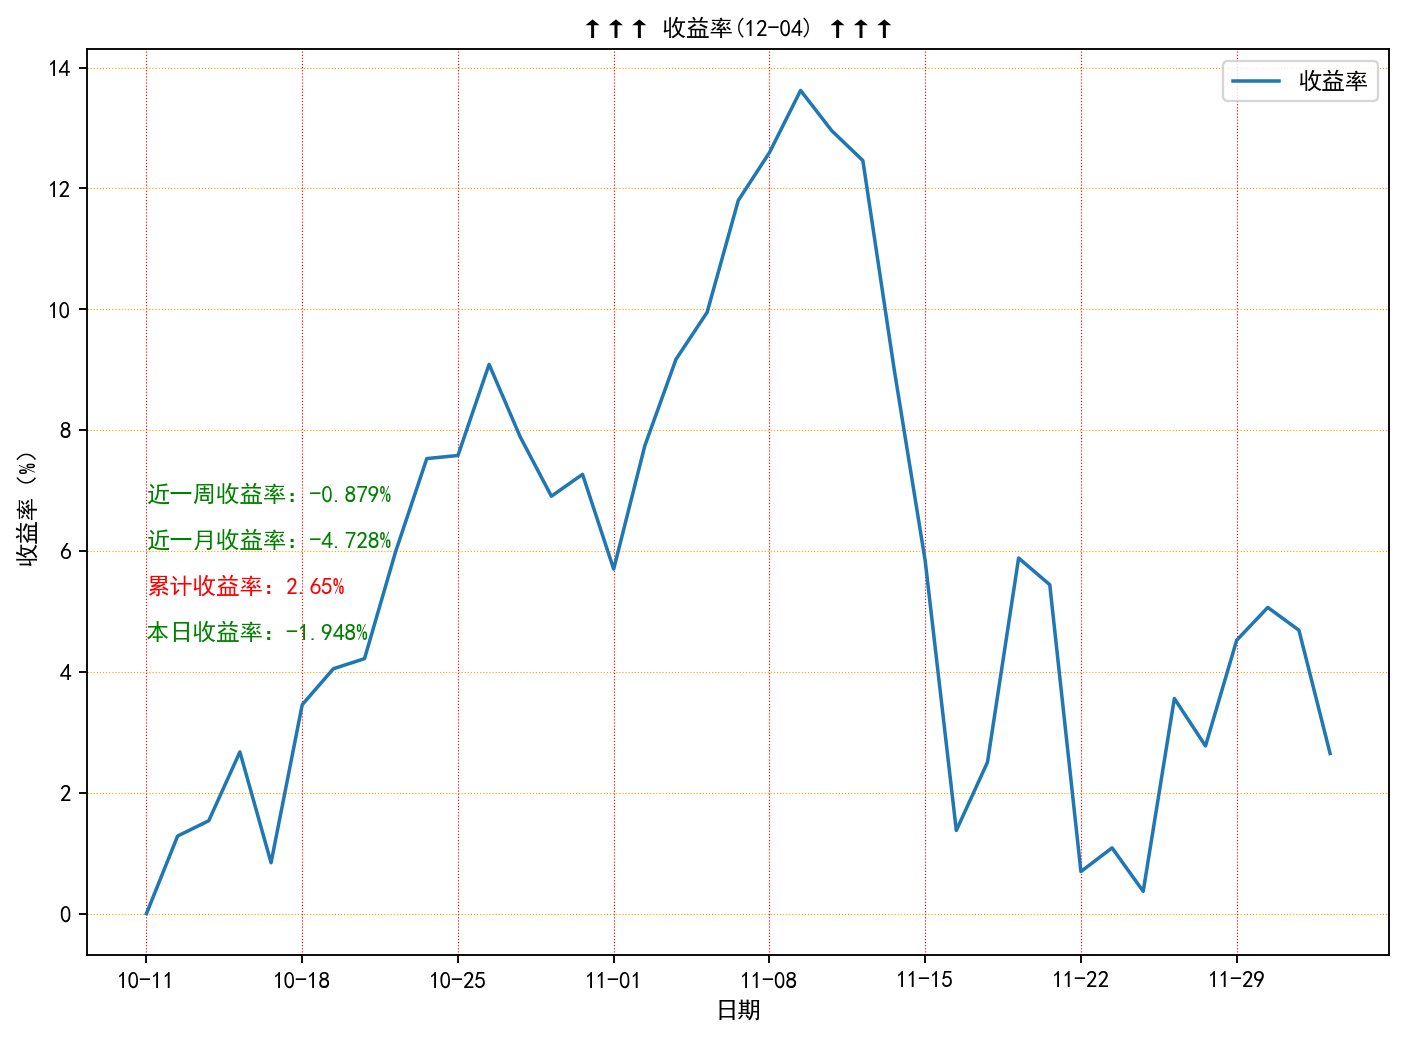 ↑↑↑ 收益率(12-04) ↑↑↑
收益率
14
12
10
8
6
4
2
0
收益率 (%)
近一周收益率：-0.879%
近一月收益率：-4.728%
累计收益率：2.65%
本日收益率：-1.948%
10-11 10-18 10-25 11-01 11-08 11-15 11-22 11-29
日期